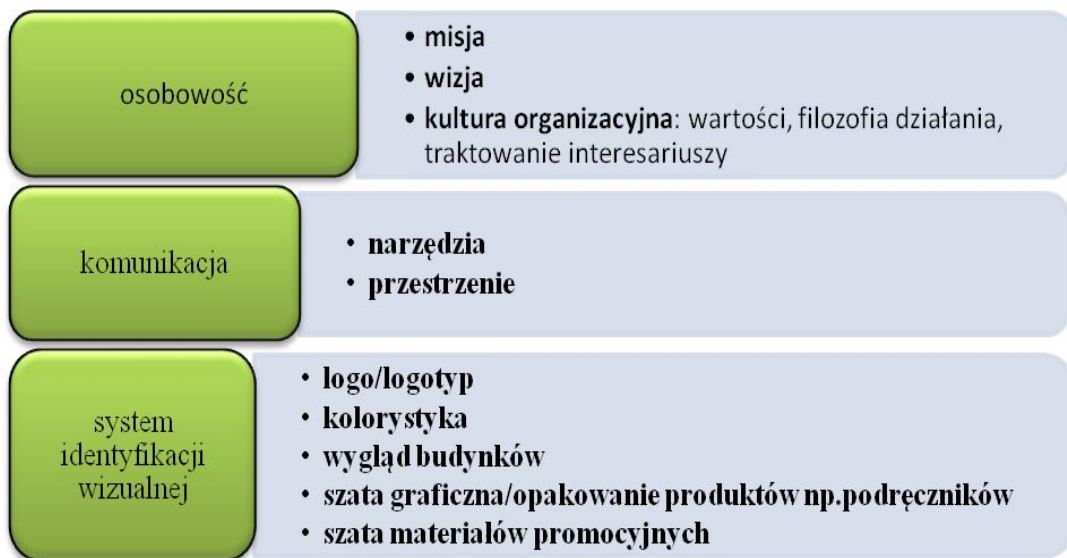 osobowość
• misja
• wizja
• kultura organizacyjna: wartości, filozofia działania,
traktowanie interesariuszy
komunikacja
• narzędzia
• przestrzenie
system
identyfikacji
wizualnej
• logo/logotyp
• kolorystyka
• wygląd budynków
• szata graficzna/opakowanie produktów np.podręczników
• szata materiałów promocyjnych